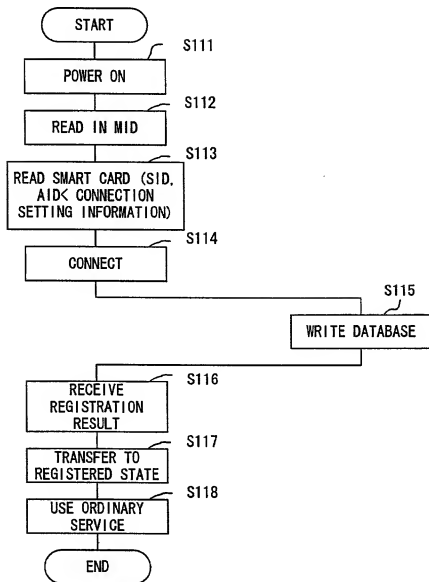 START
S111
POWER ON
S112
READ IN MID
S113
READ SMART CARD (SID,
AID< CONNECTION
SETTING INFORMATION)
S114
CONNECT
S115
WRITE DATABASE
S116
RECEIVE
REGISTRATION
RESULT
S117
TRANSFER TO
REGISTERED STATE
S118
USE ORDINARY
SERVICE
END